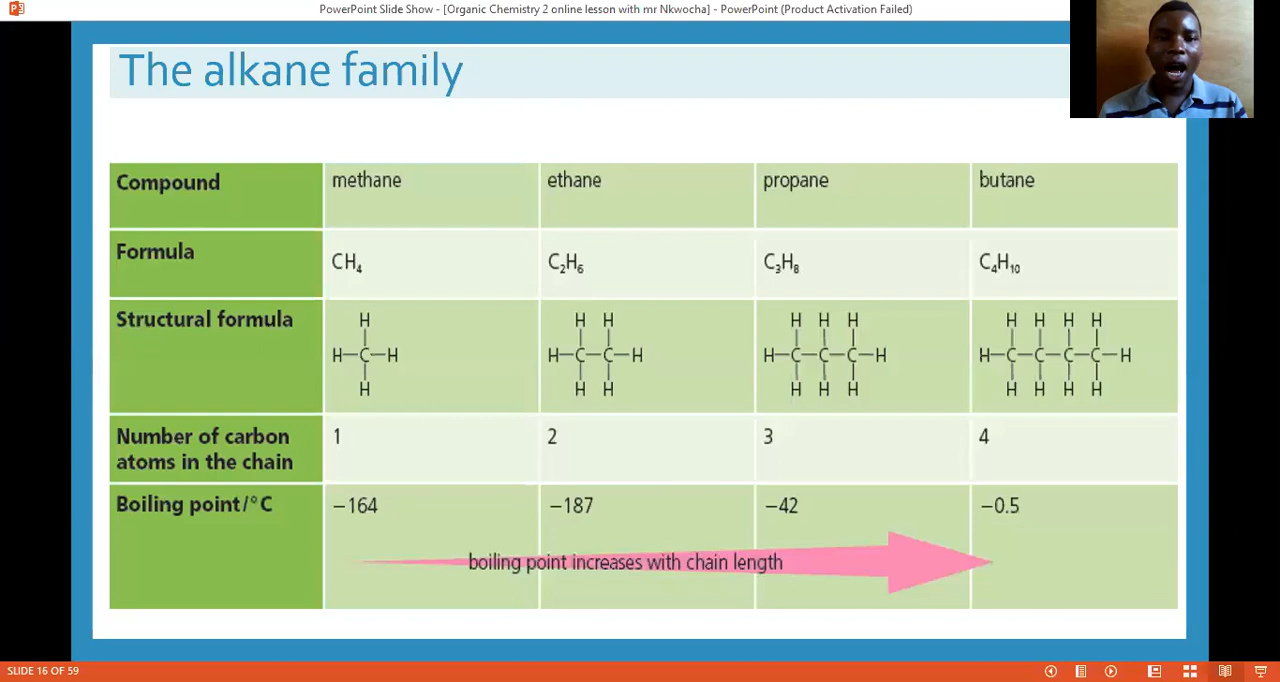 PowerPoint Slide Show - [Organic Chemistry 2 online lesson with mr Nkwocha] - PowerPoint (Product Activation Failed)
The alkane family
Compound methane ethane propane butane
Formula CH₄ C₂H₆ C₃H₈ C₄H₁₀
Structural formula
H H H H H H H H H H
H—C—H H—C—C—H H—C—C—C—H H—C—C—C—C—H
H H H H H H H H H H
Number of carbon
atoms in the chain 1 2 3 4
Boiling point/°C −164 −187 −42 −0.5
boiling point increases with chain length
SLIDE 16 OF 59